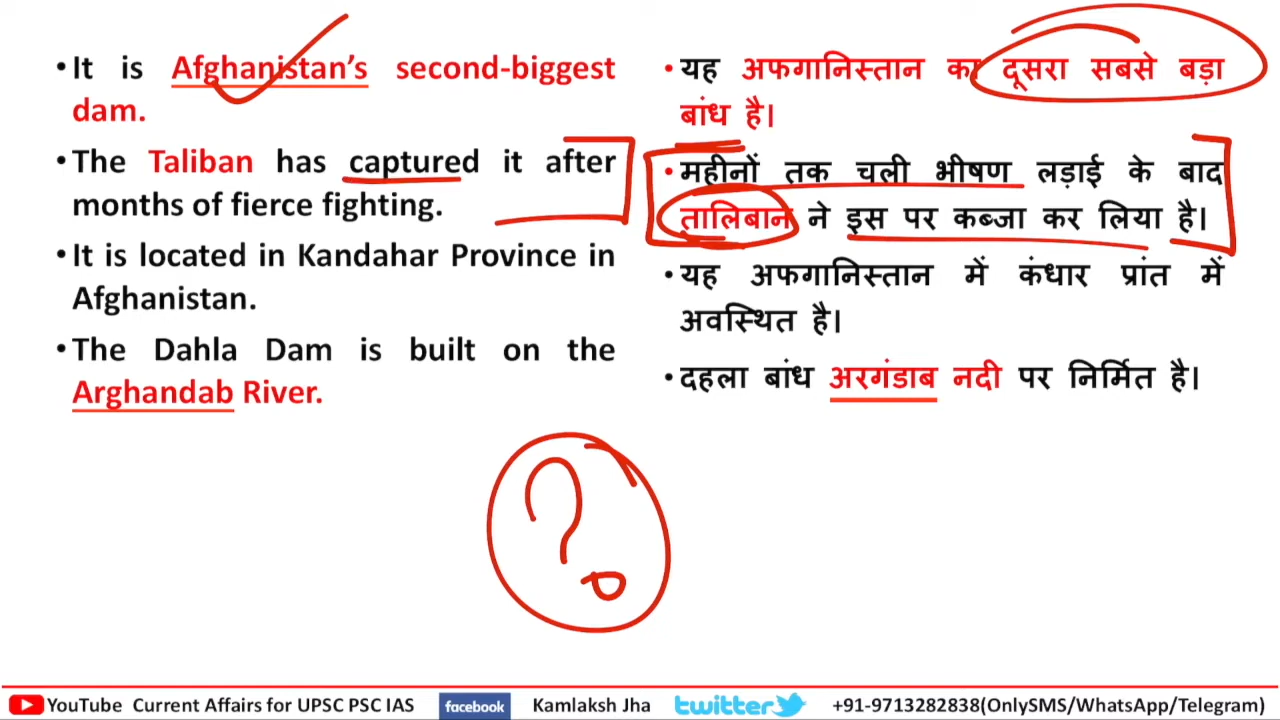 •It is Afghanistan's second-biggest
dam.
•The Taliban has captured it after
months of fierce fighting.
•It is located in Kandahar Province in
Afghanistan.
•The Dahla Dam is built on the
Arghandab River.
•यह अफगानिस्तान का दूसरा सबसे बड़ा
बांध है।
•महीनों तक चली भीषण लड़ाई के बाद
तालिबान ने इस पर कब्जा कर लिया है।
•यह अफगानिस्तान में कंधार प्रांत में
अवस्थित है।
•दहला बांध अरगंडाब नदी पर निर्मित है।
?
YouTube Current Affairs for UPSC PSC IAS facebook Kamlaksh Jha twitter +91-9713282838(OnlySMS/WhatsApp/Telegram)